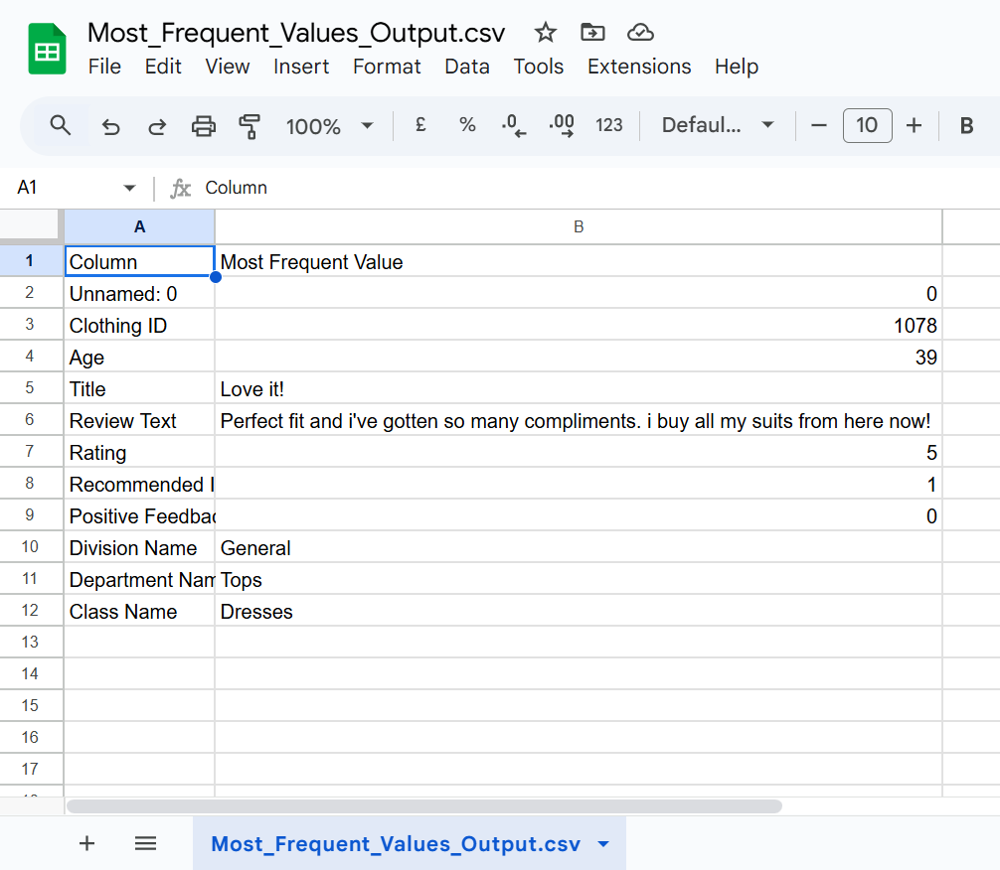 Most_Frequent_Values_Output.csv
File Edit View Insert Format Data Tools Extensions Help
100% £ % .0 .00 123 Defaul... 10 B
A1 fx Column
A B
1 Column Most Frequent Value
2 Unnamed: 0 0
3 Clothing ID 1078
4 Age 39
5 Title Love it!
6 Review Text Perfect fit and i've gotten so many compliments. i buy all my suits from here now!
7 Rating 5
8 Recommended I 1
9 Positive Feedbac 0
10 Division Name General
11 Department Nam Tops
12 Class Name Dresses
13
14
15
16
17
Most_Frequent_Values_Output.csv